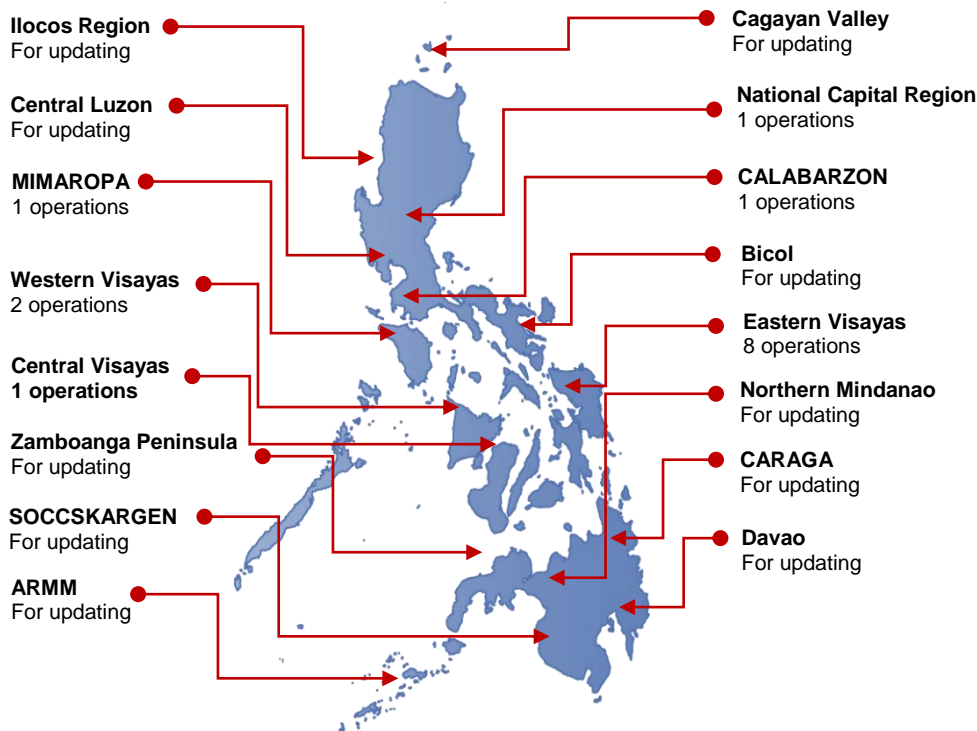 Ilocos Region
For updating
Central Luzon
For updating
MIMAROPA
1 operations
Western Visayas
2 operations
Central Visayas
1 operations
Zamboanga Peninsula
For updating
SOCCSKARGEN
For updating
ARMM
For updating
Cagayan Valley
For updating
National Capital Region
1 operations
CALABARZON
1 operations
Bicol
For updating
Eastern Visayas
8 operations
Northern Mindanao
For updating
CARAGA
For updating
Davao
For updating